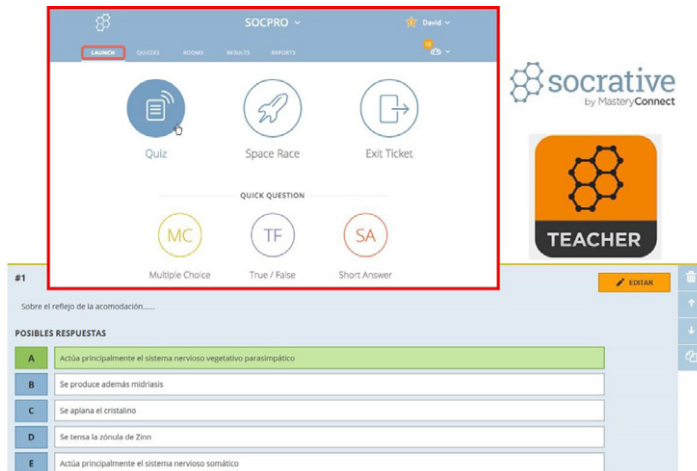 SOCPRO
David
LAUNCH QUIZZES ROOMS RESULTS REPORTS
Quiz Space Race Exit Ticket
QUICK QUESTION
MC TF SA
Multiple Choice True / False Short Answer
socrative
by MasteryConnect
TEACHER
#1
EDITAR
Sobre el reflejo de la acomodación......
POSIBLES RESPUESTAS
A Actúa principalmente el sistema nervioso vegetativo parasimpático
B Se produce además midriasis
C Se aplana el cristalino
D Se tensa la zónula de Zinn
E Actúa principalmente el sistema nervioso somático